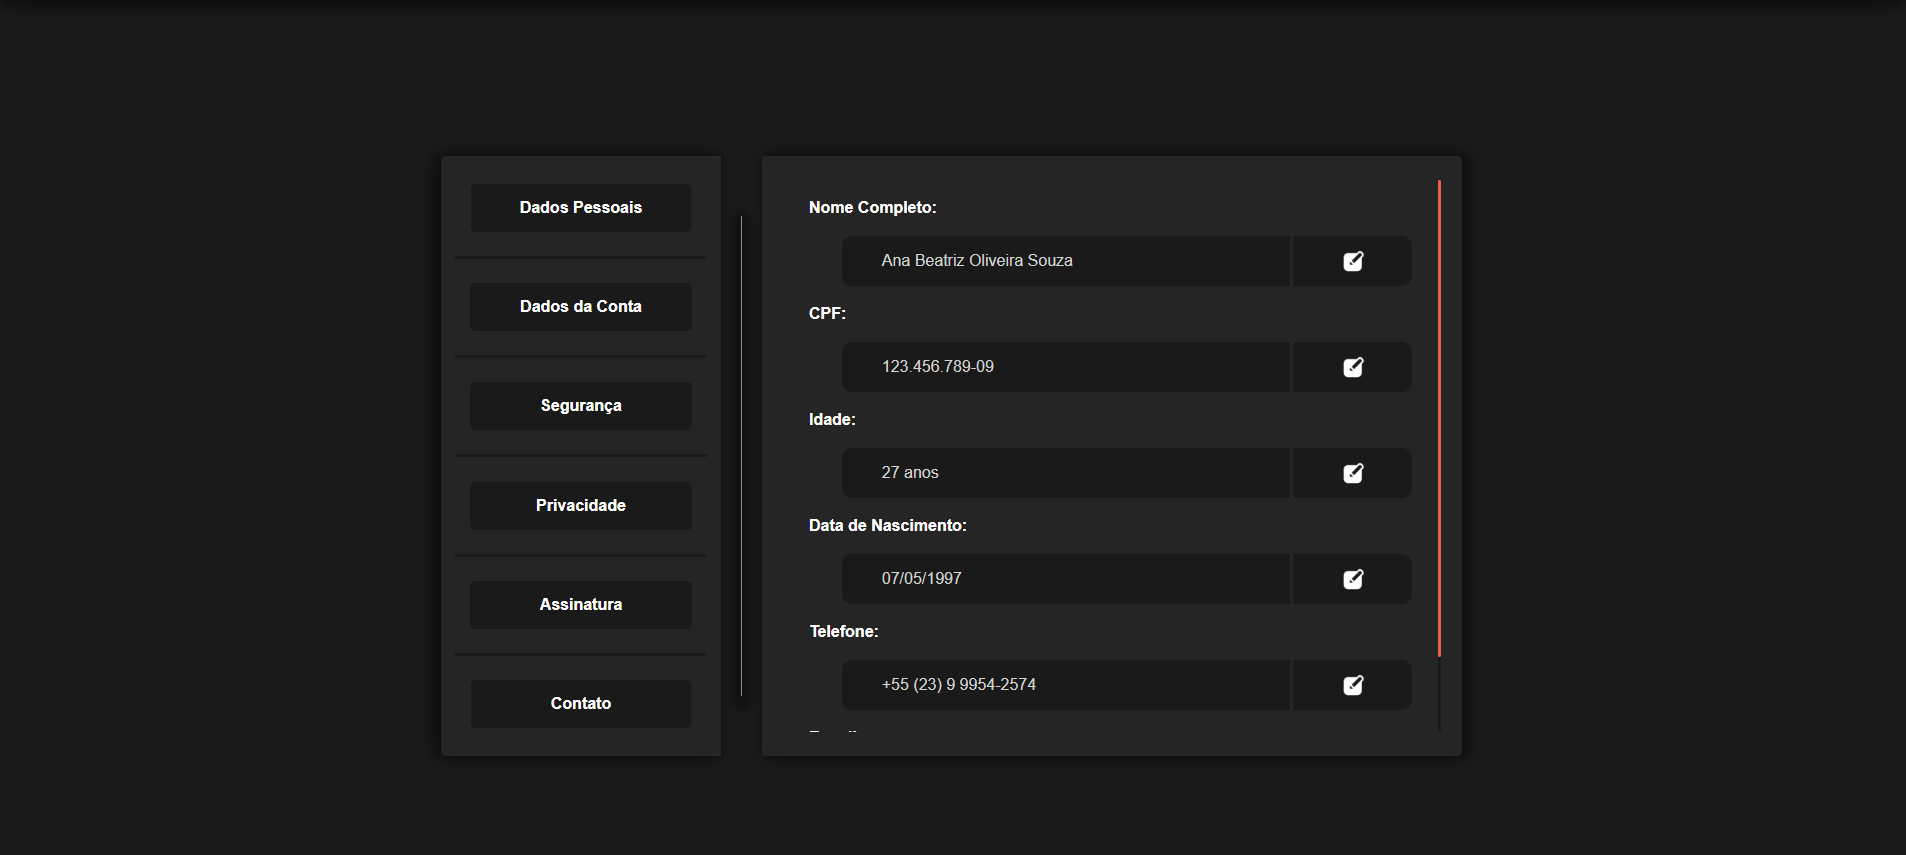 Dados Pessoais
Dados da Conta
Segurança
Privacidade
Assinatura
Contato
Nome Completo:
Ana Beatriz Oliveira Souza
CPF:
123.456.789-09
Idade:
27 anos
Data de Nascimento:
07/05/1997
Telefone:
+55 (23) 9 9954-2574